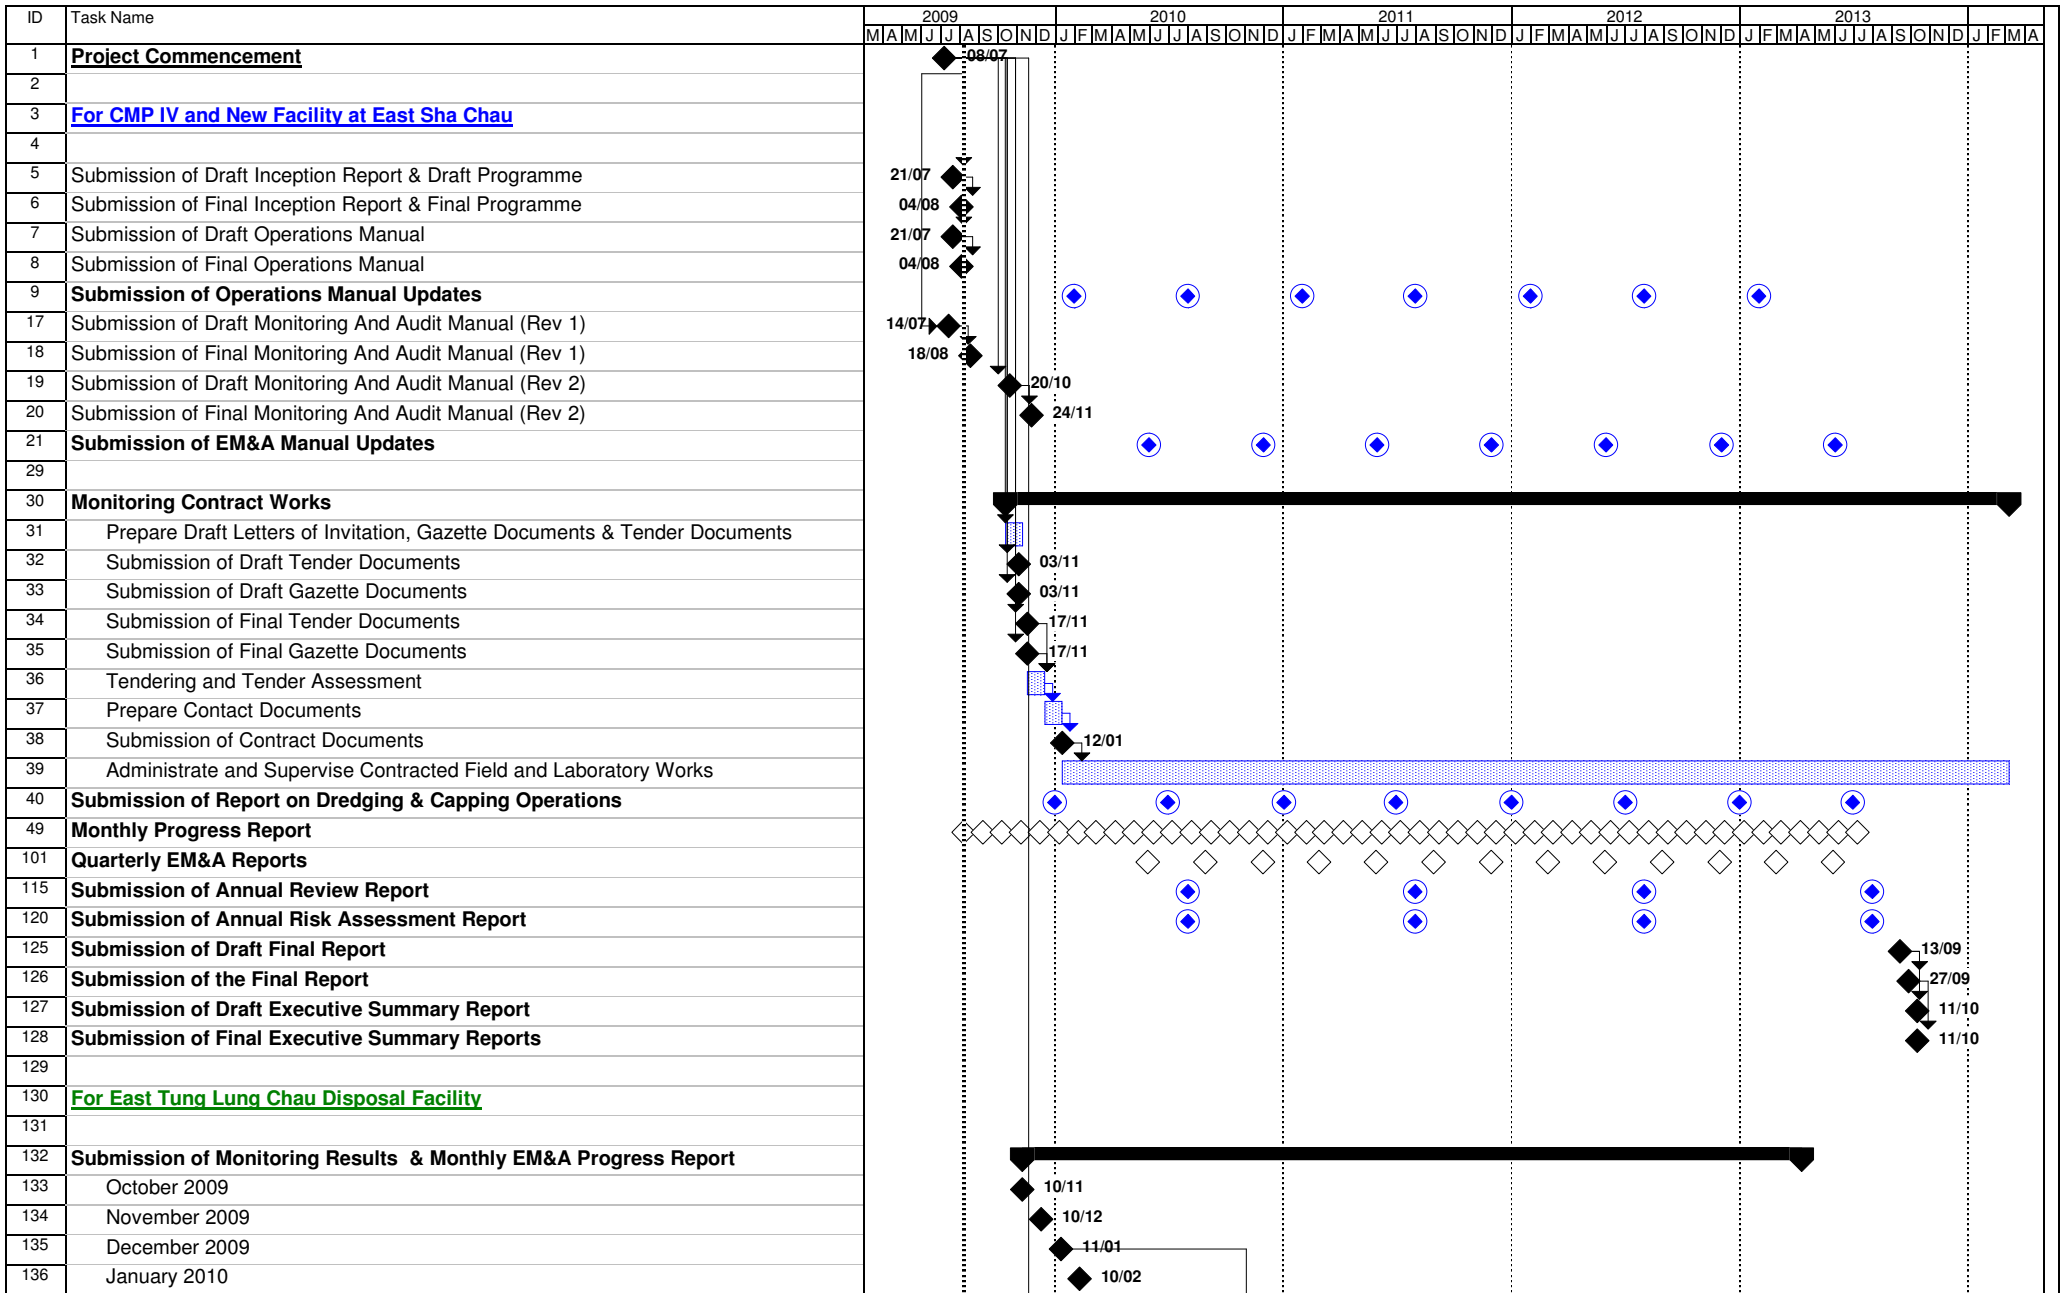 ID Task Name 2009 2010 2011 2012 2013
M A M J J A S O N D J F M A M J J A S O N D J F M A M J J A S O N D J F M A M J J A S O N D J F M A M J J A S O N D J F M A
1 Project Commencement 08/07
2
3 For CMP IV and New Facility at East Sha Chau
4
5 Submission of Draft Inception Report & Draft Programme 21/07
6 Submission of Final Inception Report & Final Programme 04/08
7 Submission of Draft Operations Manual 21/07
8 Submission of Final Operations Manual 04/08
9 Submission of Operations Manual Updates
17 Submission of Draft Monitoring And Audit Manual (Rev 1) 14/07
18 Submission of Final Monitoring And Audit Manual (Rev 1) 18/08
19 Submission of Draft Monitoring And Audit Manual (Rev 2) 20/10
20 Submission of Final Monitoring And Audit Manual (Rev 2) 24/11
21 Submission of EM&A Manual Updates
29
30 Monitoring Contract Works
31 Prepare Draft Letters of Invitation, Gazette Documents & Tender Documents
32 Submission of Draft Tender Documents 03/11
33 Submission of Draft Gazette Documents 03/11
34 Submission of Final Tender Documents 17/11
35 Submission of Final Gazette Documents 17/11
36 Tendering and Tender Assessment
37 Prepare Contact Documents
38 Submission of Contract Documents 12/01
39 Administrate and Supervise Contracted Field and Laboratory Works
40 Submission of Report on Dredging & Capping Operations
49 Monthly Progress Report
101 Quarterly EM&A Reports
115 Submission of Annual Review Report
120 Submission of Annual Risk Assessment Report
125 Submission of Draft Final Report 13/09
126 Submission of the Final Report 27/09
127 Submission of Draft Executive Summary Report 11/10
128 Submission of Final Executive Summary Reports 11/10
129
130 For East Tung Lung Chau Disposal Facility
131
132 Submission of Monitoring Results & Monthly EM&A Progress Report
133 October 2009 10/11
134 November 2009 10/12
135 December 2009 11/01
136 January 2010 10/02